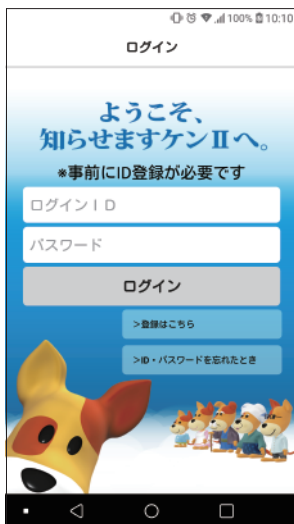 100% 10:10
ログイン
ようこそ、
知らせますケンⅡへ。
※事前にID登録が必要です
ログインID
パスワード
ログイン
>登録はこちら
>ID・パスワードを忘れたとき